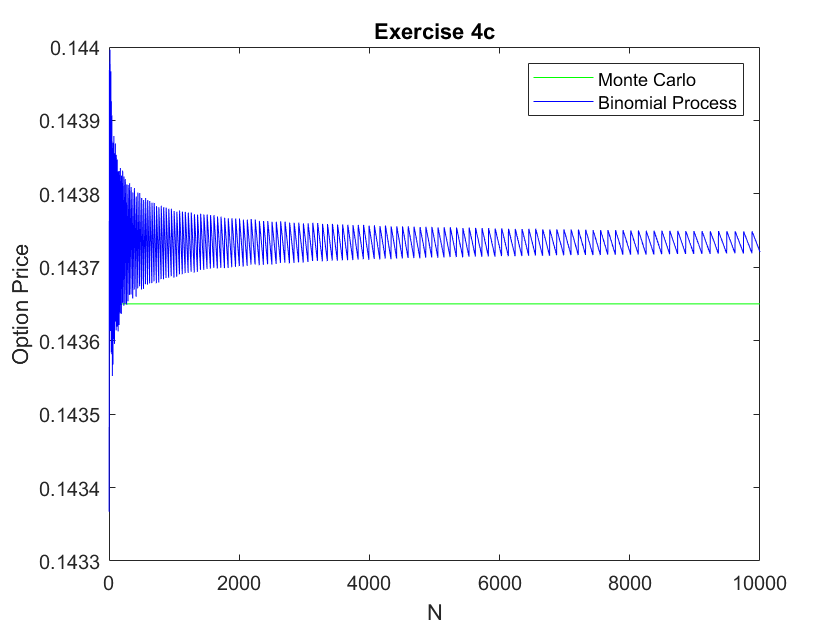 Exercise 4c
Monte Carlo
Binomial Process
0.144
0.1439
0.1438
0.1437
0.1436
0.1435
0.1434
0.1433
Option Price
0 2000 4000 6000 8000 10000
N